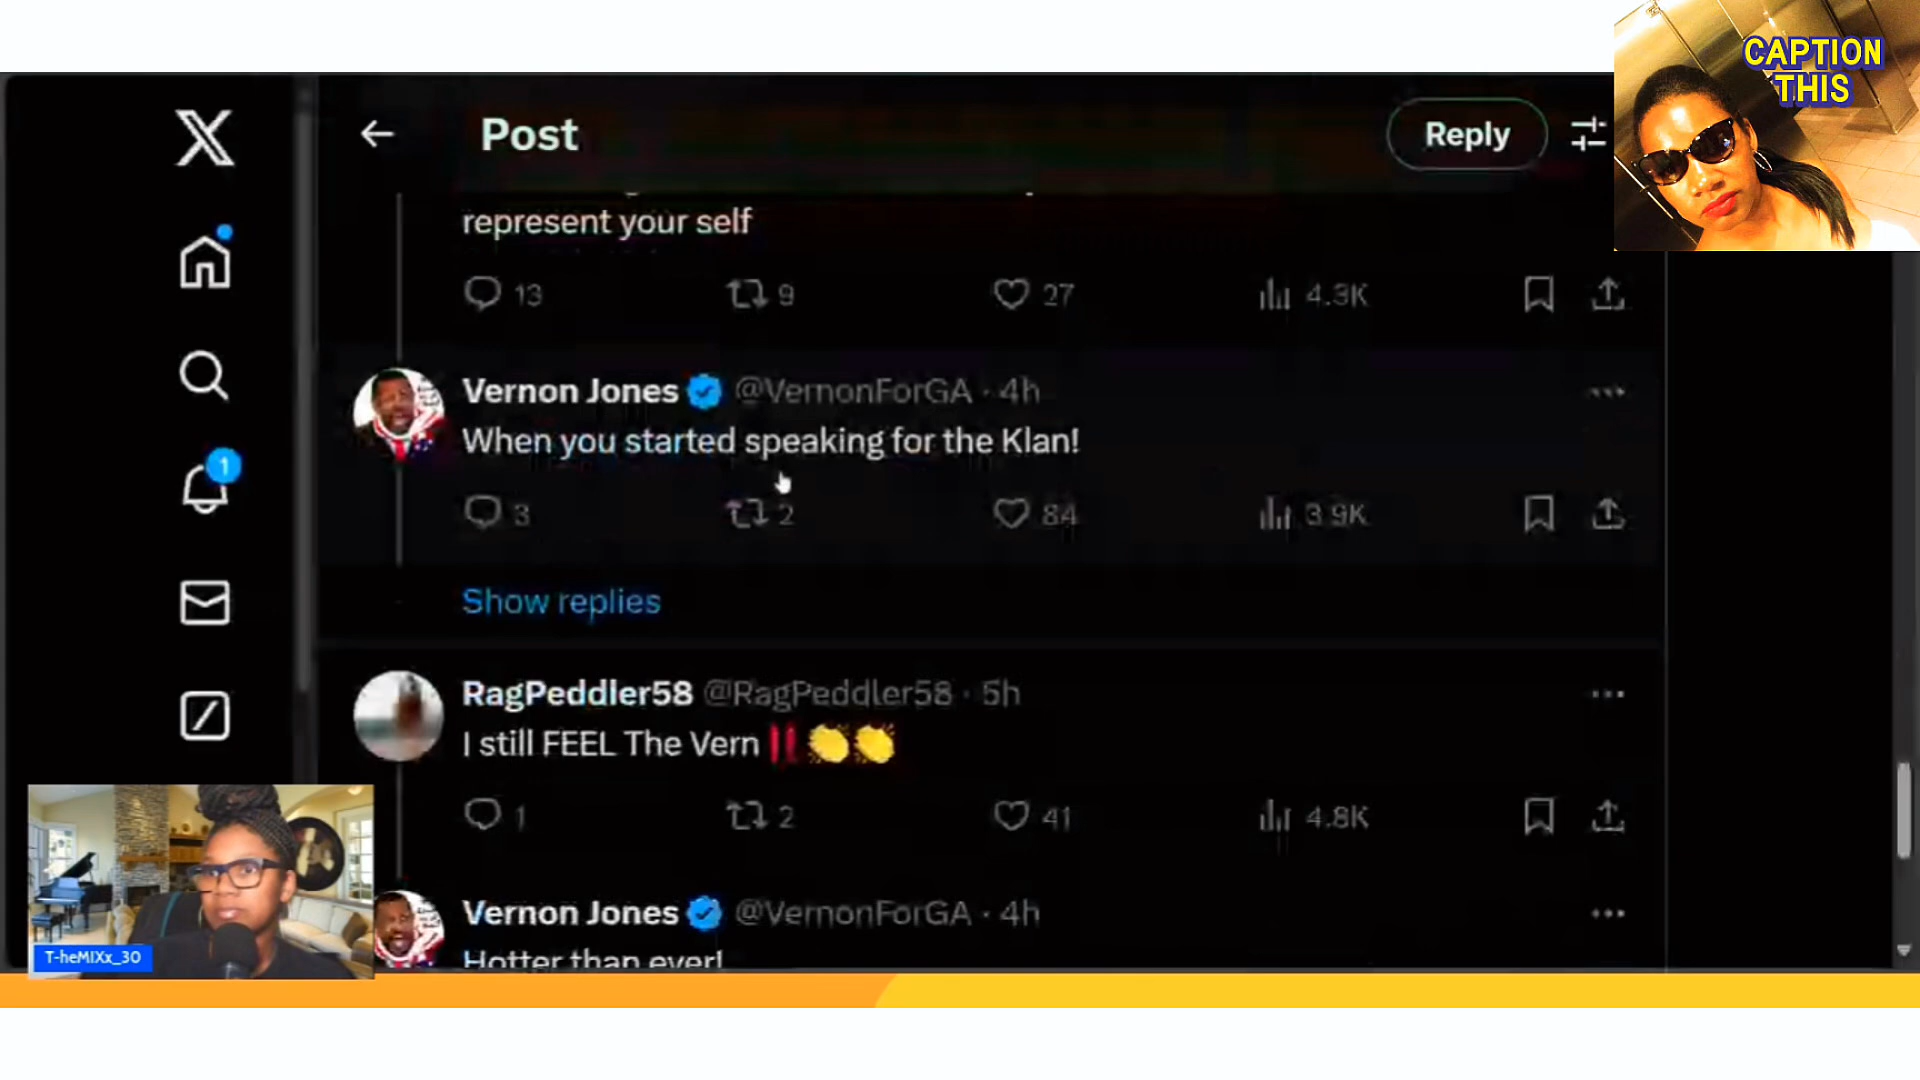 CAPTION
THIS
Post
Reply
represent your self
13
9
27
4.3K
Vernon Jones @VernonForGA · 4h
When you started speaking for the Klan!
1
3
2
84
3.9K
Show replies
RagPeddler58 @RagPeddler58 · 5h
I still FEEL The Vern ‼️👏👏
1
2
41
4.8K
Vernon Jones @VernonForGA · 4h
Hotter than ever!
T-heMIXx_30